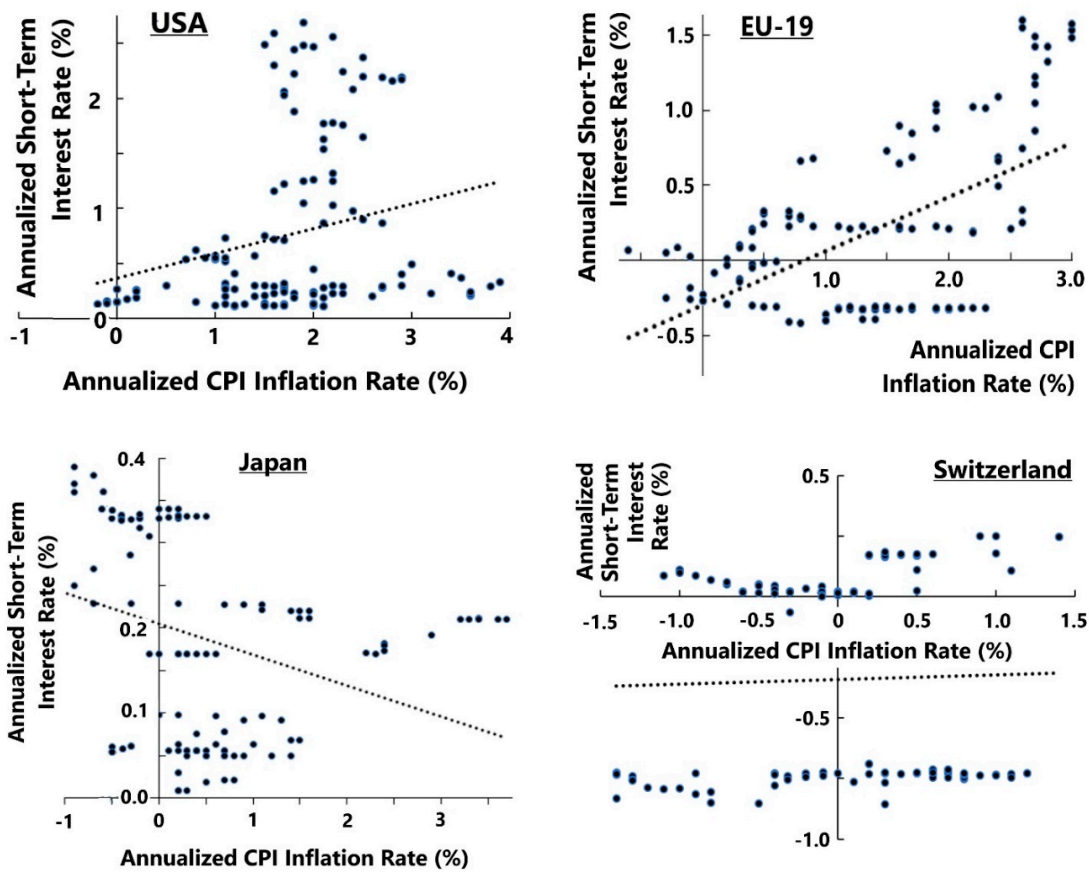 USA
Annualized Short-Term
Interest Rate (%)
2
1
0
-1
0
1
2
3
4
Annualized CPI Inflation Rate (%)
EU-19
Annualized Short-Term
Interest Rate (%)
1.5
1.0
0.5
-0.5
1.0
2.0
3.0
Annualized CPI
Inflation Rate (%)
Japan
Annualized Short-Term
Interest Rate (%)
0.4
0.2
0.1
0.0
-1
0
1
2
3
Annualized CPI Inflation Rate (%)
Switzerland
Annualized
Short-Term
Interest
Rate (%)
0.5
-1.5
-1.0
-0.5
0
0.5
1.0
1.5
Annualized CPI Inflation Rate (%)
-0.5
-1.0